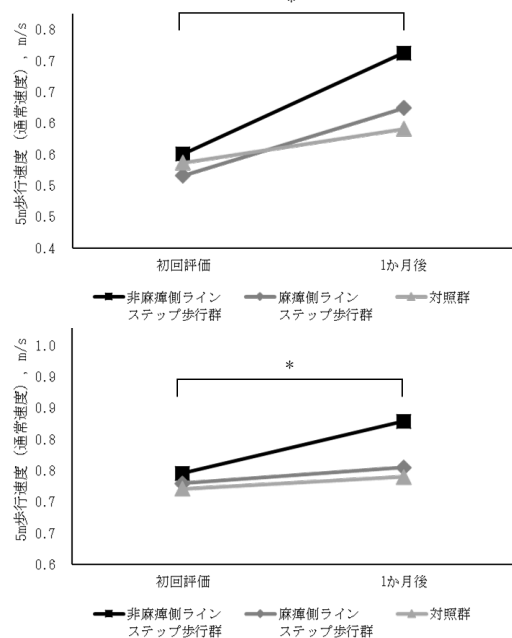 *
5m歩行速度(通常速度), m/s
0.8
0.7
0.7
0.6
0.6
0.5
0.5
0.4
初回評価
1か月後
非麻痺側ライン
ステップ歩行群
麻痺側ライン
ステップ歩行群
対照群
5m歩行速度(通常速度), m/s
1.0
0.9
0.9
0.8
0.8
0.7
0.7
0.6
*
初回評価
1か月後
非麻痺側ライン
ステップ歩行群
麻痺側ライン
ステップ歩行群
対照群